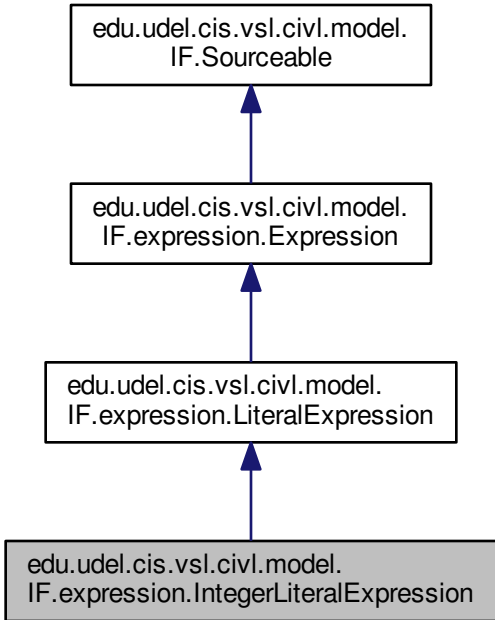 edu.udel.cis.vsl.civl.model.
IF.Sourceable
edu.udel.cis.vsl.civl.model.
IF.expression.Expression
edu.udel.cis.vsl.civl.model.
IF.expression.LiteralExpression
edu.udel.cis.vsl.civl.model.
IF.expression.IntegerLiteralExpression